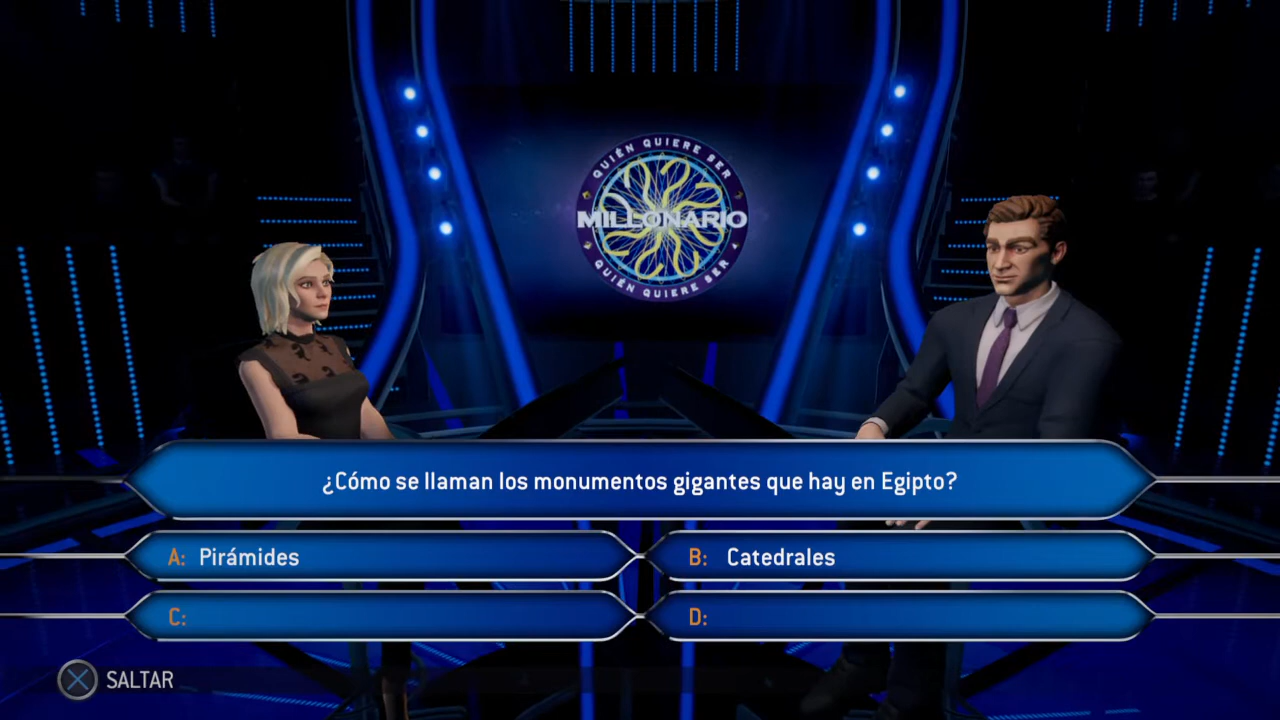 QUIÉN QUIERE SER
MILLONARIO
QUIÉN QUIERE SER
¿Cómo se llaman los monumentos gigantes que hay en Egipto?
A: Pirámides
B: Catedrales
C:
D:
SALTAR